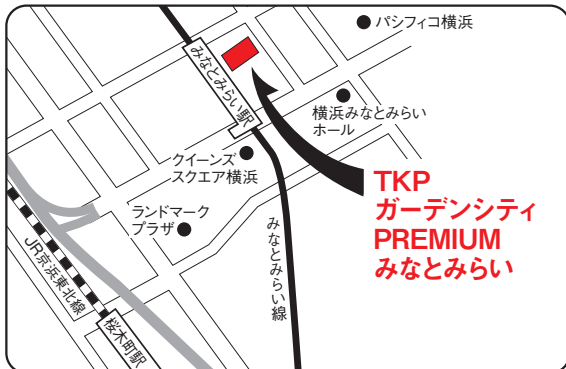 パシフィコ横浜
みなとみらい駅
横浜みなとみらい
ホール
クイーンズ
スクエア横浜
TKP
ガーデンシティ
PREMIUM
みなとみらい
ランドマーク
プラザ
みなとみらい線
JR京浜東北線
桜木町駅